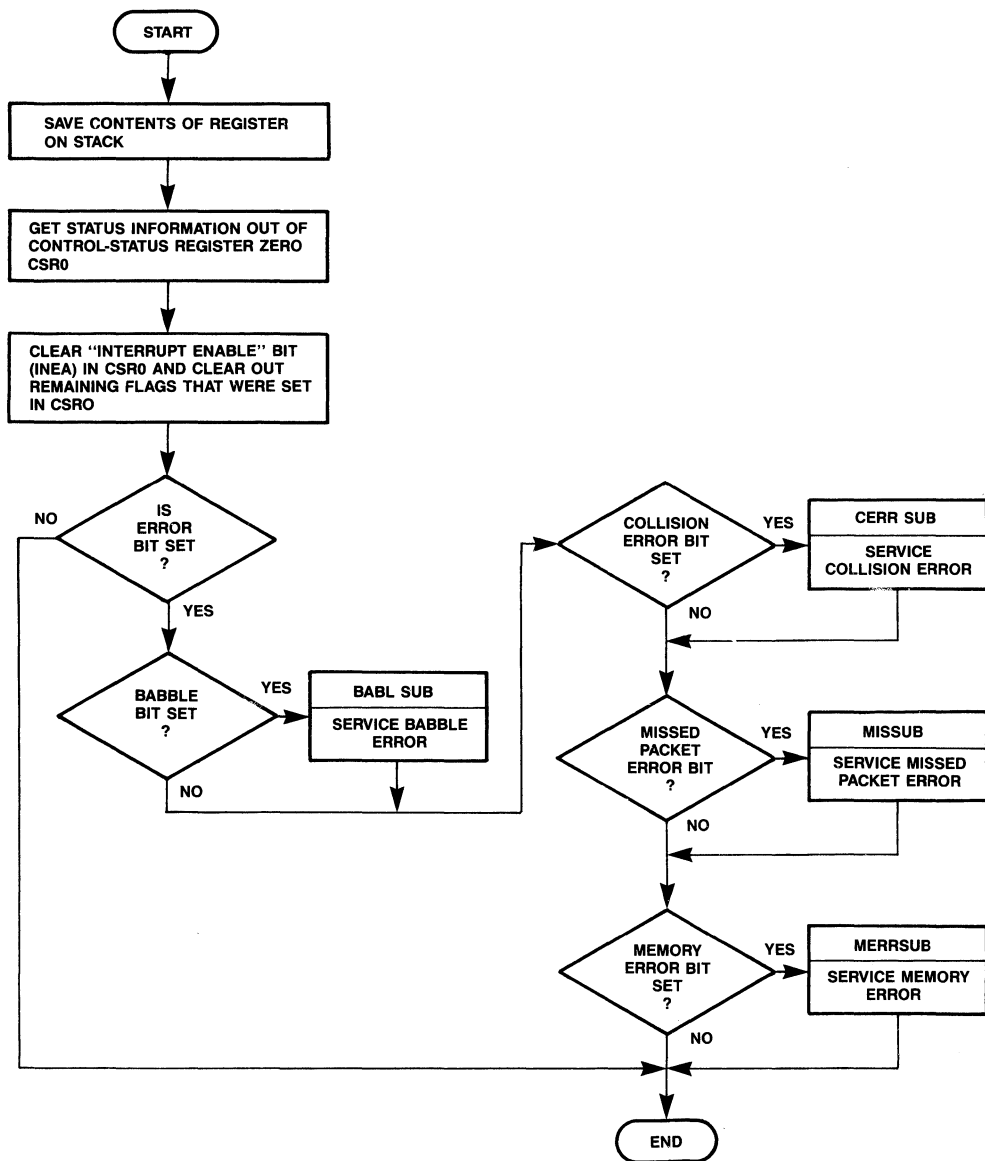 START
SAVE CONTENTS OF REGISTER
ON STACK
GET STATUS INFORMATION OUT OF
CONTROL-STATUS REGISTER ZERO
CSR0
CLEAR “INTERRUPT ENABLE” BIT
(INEA) IN CSR0 AND CLEAR OUT
REMAINING FLAGS THAT WERE SET
IN CSRO
IS
ERROR
BIT SET
?
NO
YES
BABBLE
BIT SET
?
YES
NO
BABL SUB
SERVICE BABBLE
ERROR
COLLISION
ERROR BIT
SET
?
YES
NO
CERR SUB
SERVICE
COLLISION ERROR
MISSED
PACKET
ERROR BIT
?
YES
NO
MISSUB
SERVICE MISSED
PACKET ERROR
MEMORY
ERROR BIT
SET
?
YES
NO
MERRSUB
SERVICE MEMORY
ERROR
END